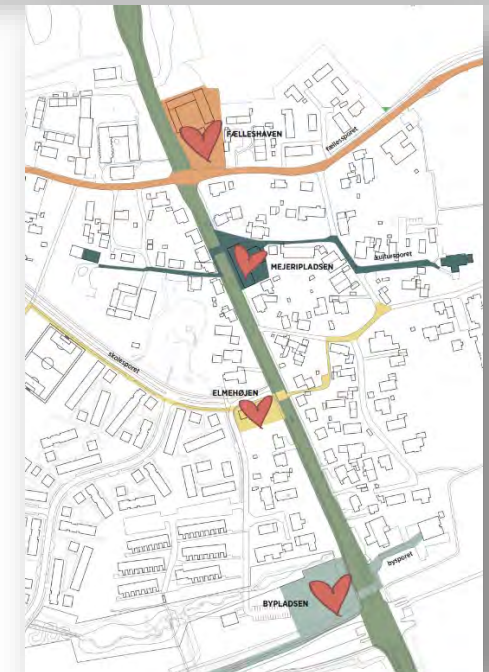 FÆLLESHAVEN
fællessporet
MEJERIPLADSEN
kultursporet
skolesporet
ELMEHØJEN
bysporet
BYPLADSEN